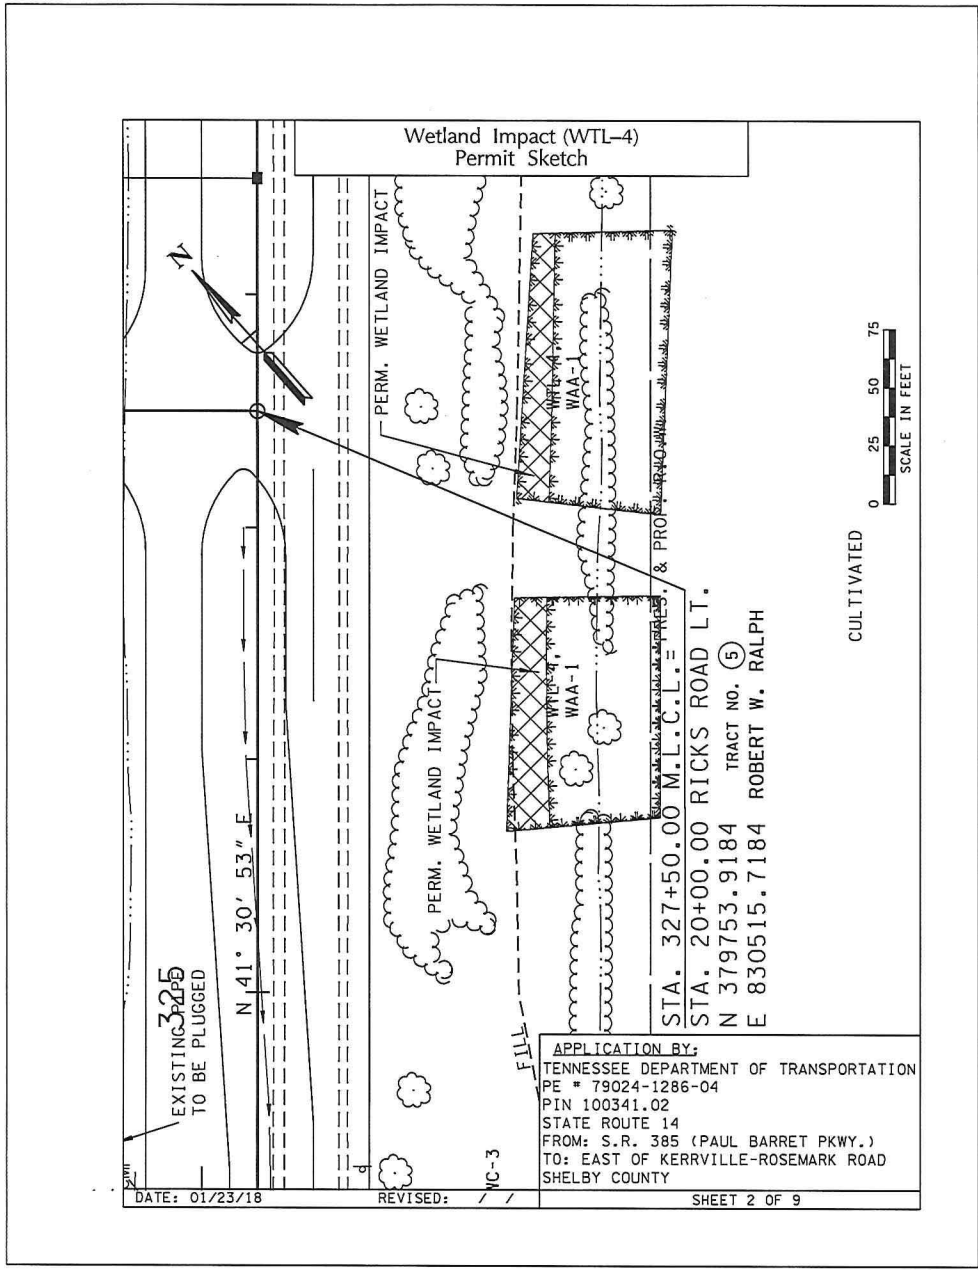 Wetland Impact (WTL-4)
Permit Sketch
N
PERM. WETLAND IMPACT
WTL-4,
WAA-1
0 25 50 75
SCALE IN FEET
CULTIVATED
PERM. WETLAND IMPACT
WTL-4,
WAA-1
PRES. & PROP. R.O.W.
STA. 327+50.00 M.L.C.L. =
STA. 20+00.00 RICKS ROAD LT.
N 379753.9184
E 830515.7184
TRACT NO. 5
ROBERT W. RALPH
N 41° 30' 53" E
325
EXISTING PIPE
TO BE PLUGGED
FILL
WC-3
APPLICATION BY:
TENNESSEE DEPARTMENT OF TRANSPORTATION
PE # 79024-1286-04
PIN 100341.02
STATE ROUTE 14
FROM: S.R. 385 (PAUL BARRET PKWY.)
TO: EAST OF KERRVILLE-ROSEMARK ROAD
SHELBY COUNTY
DATE: 01/23/18
REVISED: / /
SHEET 2 OF 9